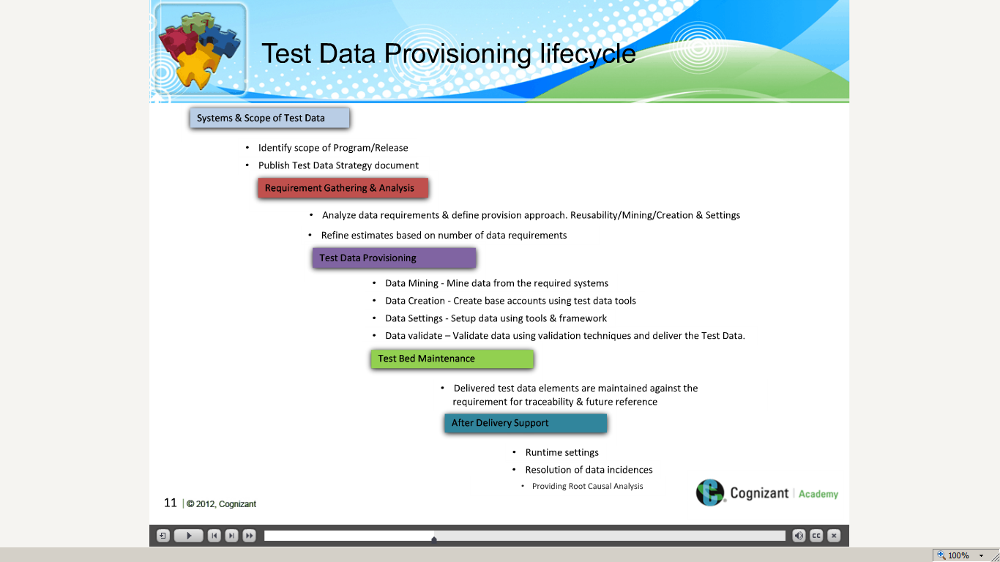 Test Data Provisioning lifecycle
Systems & Scope of Test Data
• Identify scope of Program/Release
• Publish Test Data Strategy document
Requirement Gathering & Analysis
• Analyze data requirements & define provision approach. Reusability/Mining/Creation & Settings
• Refine estimates based on number of data requirements
Test Data Provisioning
• Data Mining - Mine data from the required systems
• Data Creation - Create base accounts using test data tools
• Data Settings - Setup data using tools & framework
• Data validate – Validate data using validation techniques and deliver the Test Data.
Test Bed Maintenance
• Delivered test data elements are maintained against the
requirement for traceability & future reference
After Delivery Support
• Runtime settings
• Resolution of data incidences
• Providing Root Causal Analysis
Cognizant | Academy
11 | © 2012, Cognizant
CC
100%